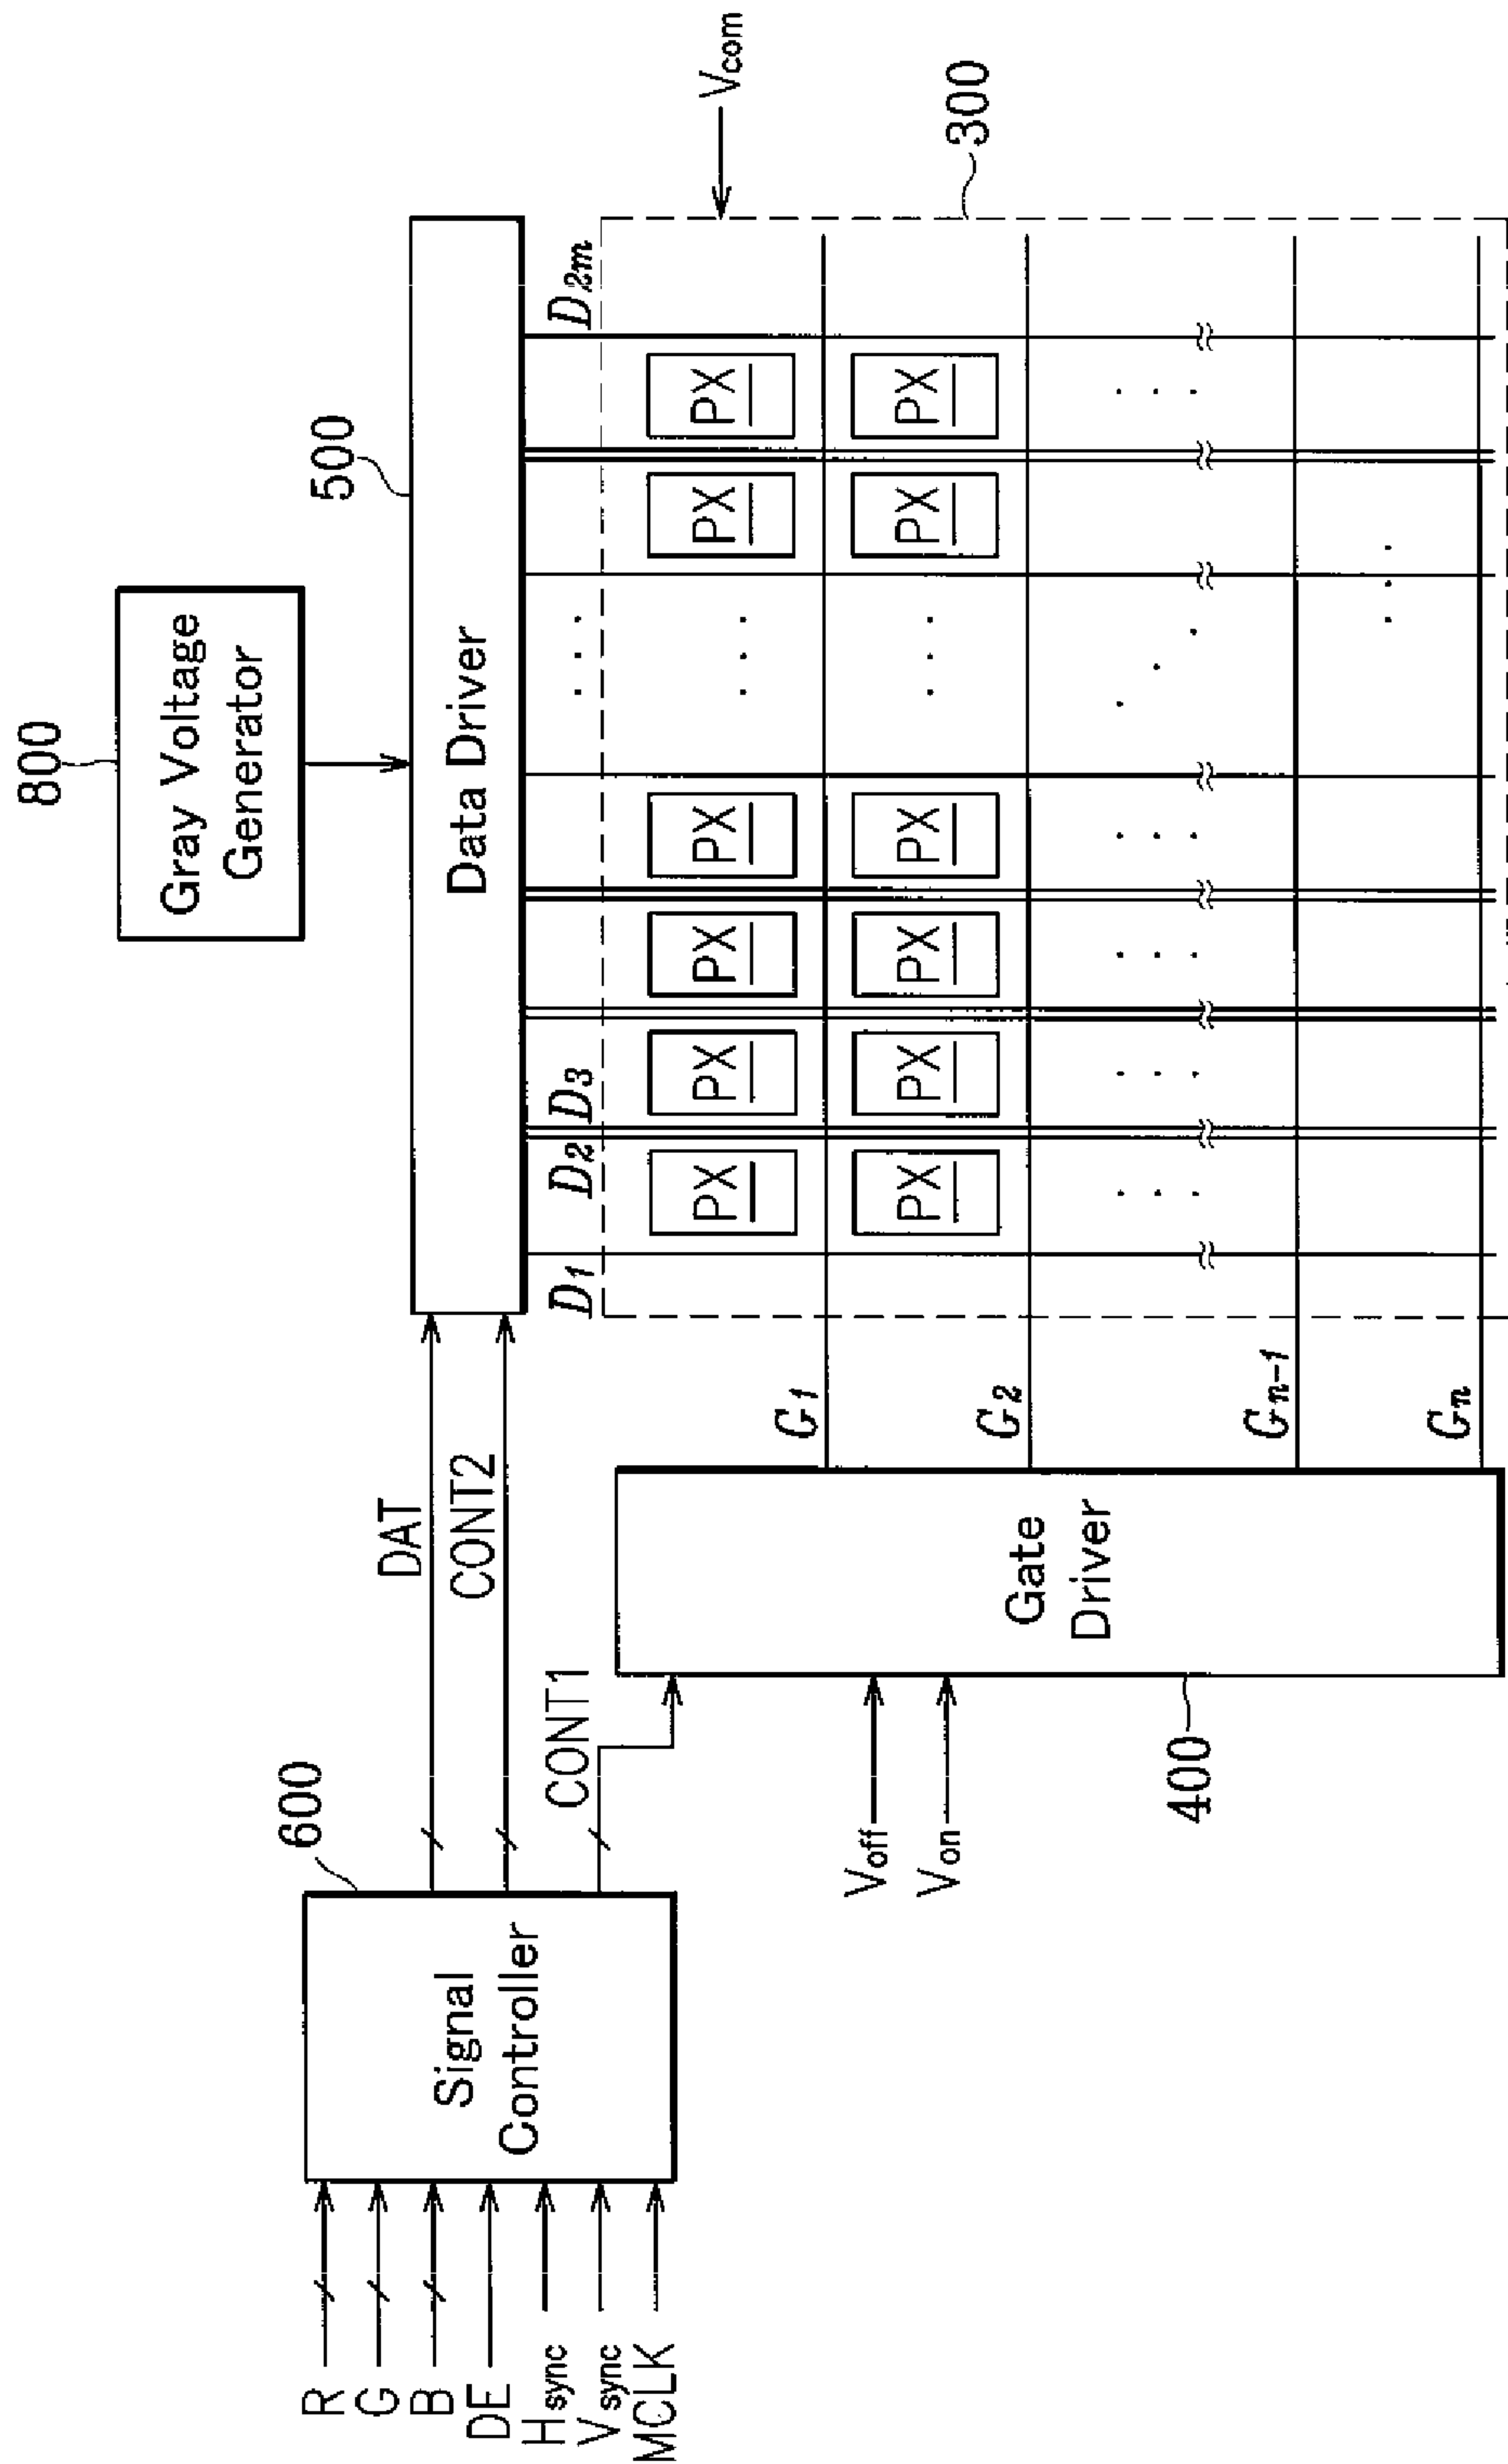 800
Gray Voltage
Generator
500
Data Driver
600
Signal
Controller
R
G
B
DE
Hsync
Vsync
MCLK
DAT
CONT2
CONT1
Voff
Von
Gate
Driver
400
G1
G2
Gn-1
Gn
D1
D2
D3
D2m
Vcom
300
PX PX PX PX PX PX
PX PX PX PX PX PX